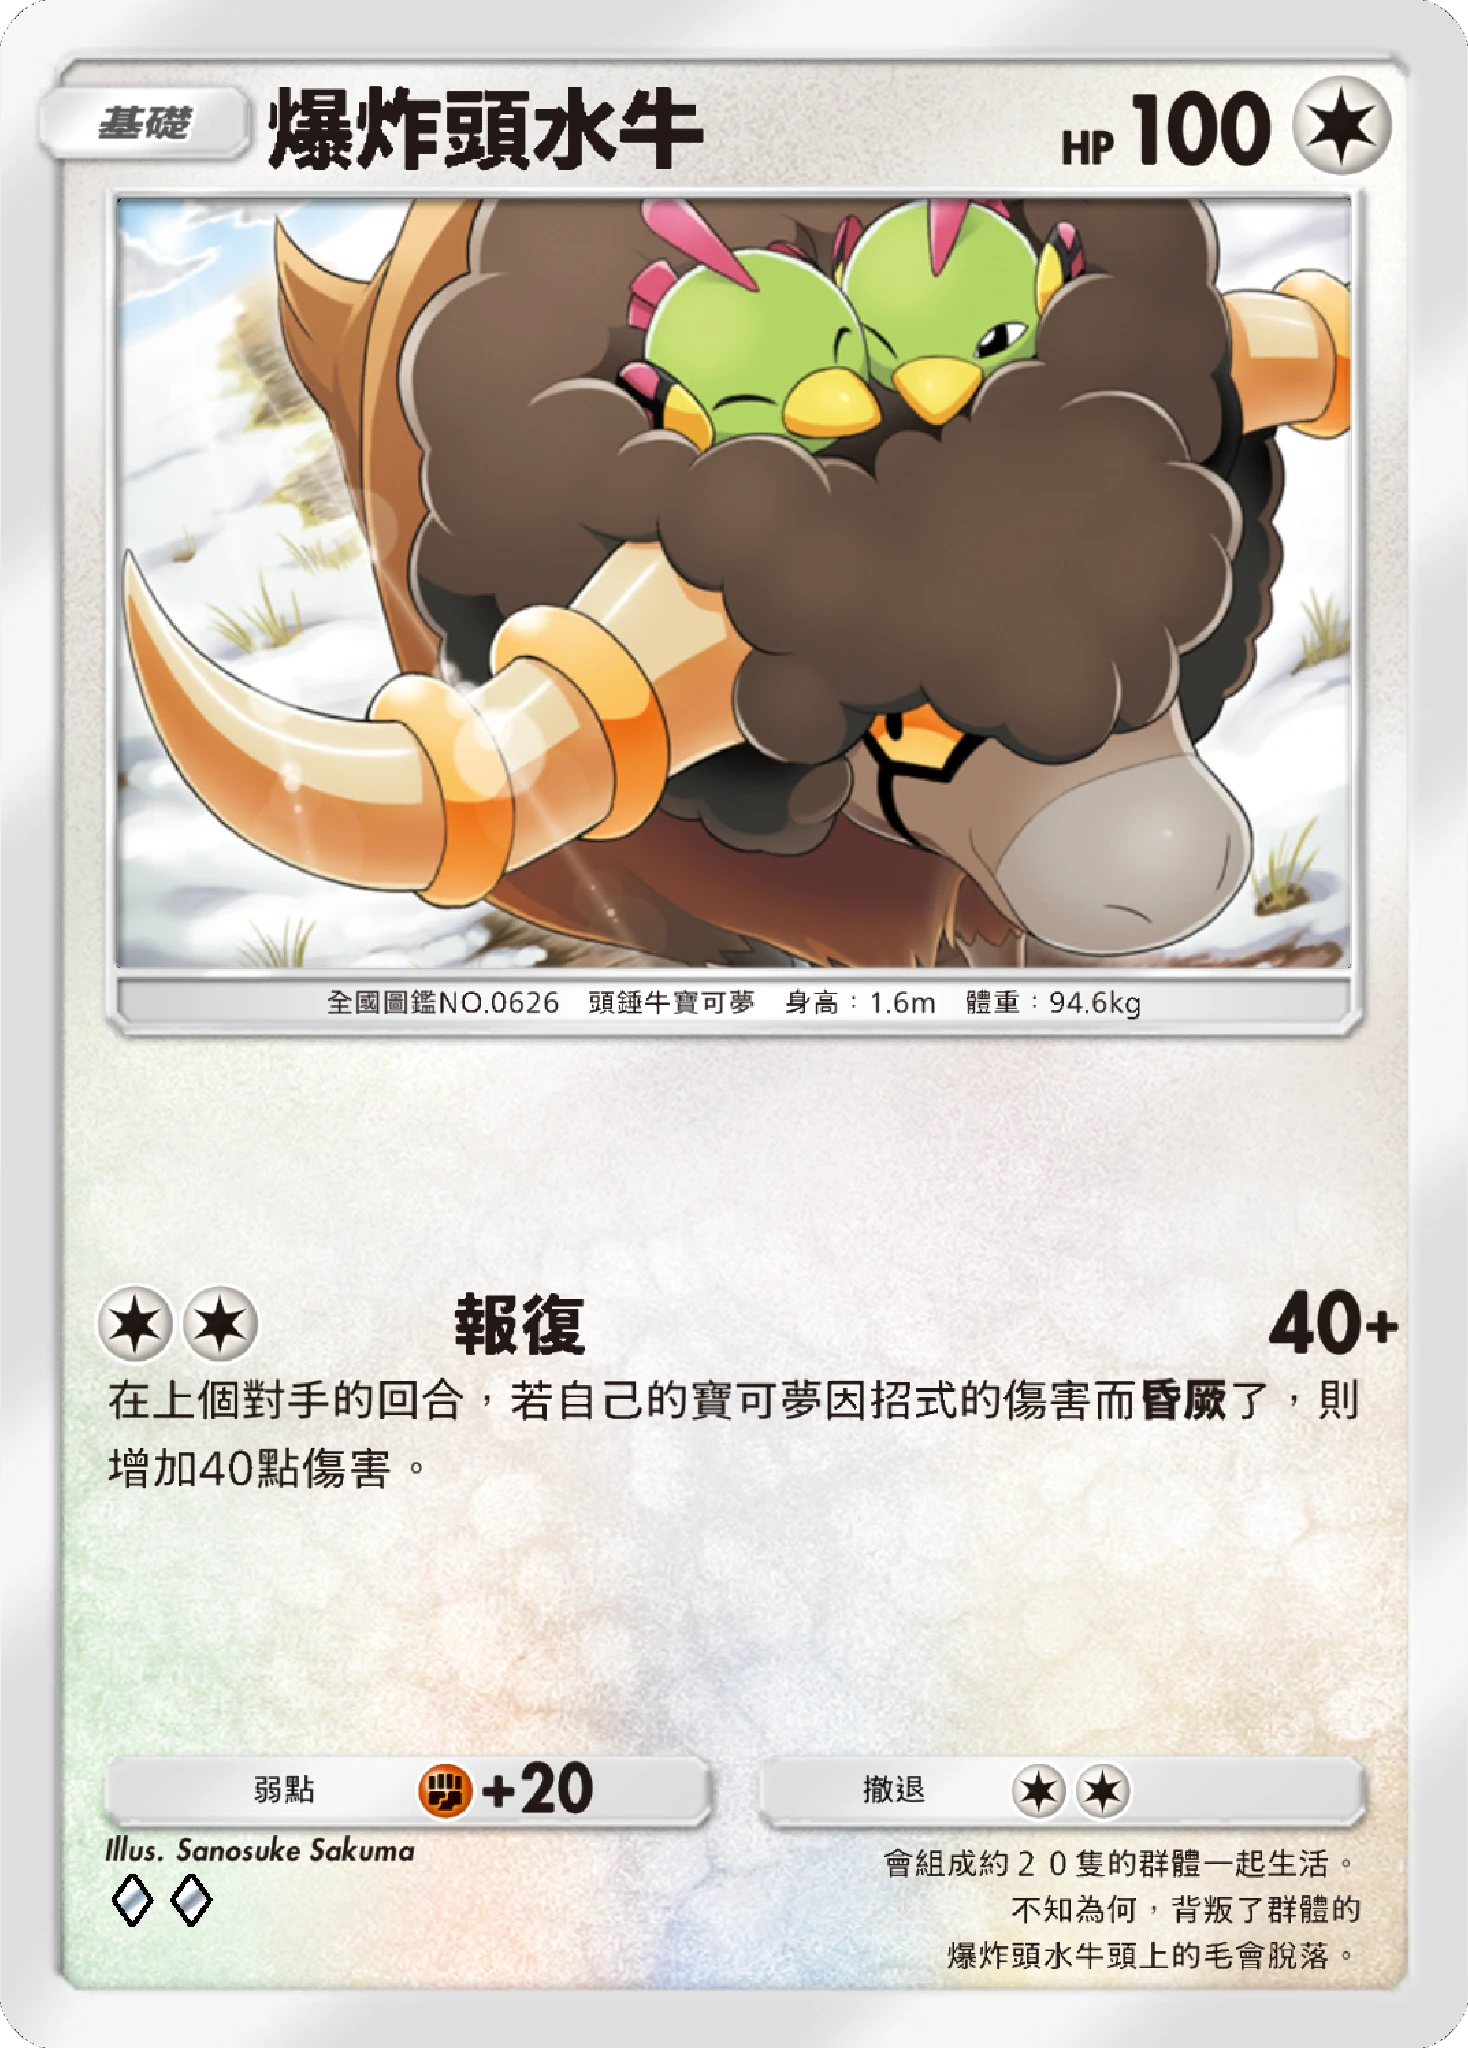 基礎
爆炸頭水牛
HP 100
全國圖鑑NO.0626 頭錘牛寶可夢 身高：1.6m 體重：94.6kg
報復 40+
在上個對手的回合，若自己的寶可夢因招式的傷害而昏厥了，則
增加40點傷害。
弱點 +20
撤退
Illus. Sanosuke Sakuma
會組成約２０隻的群體一起生活。
不知為何，背叛了群體的
爆炸頭水牛頭上的毛會脫落。